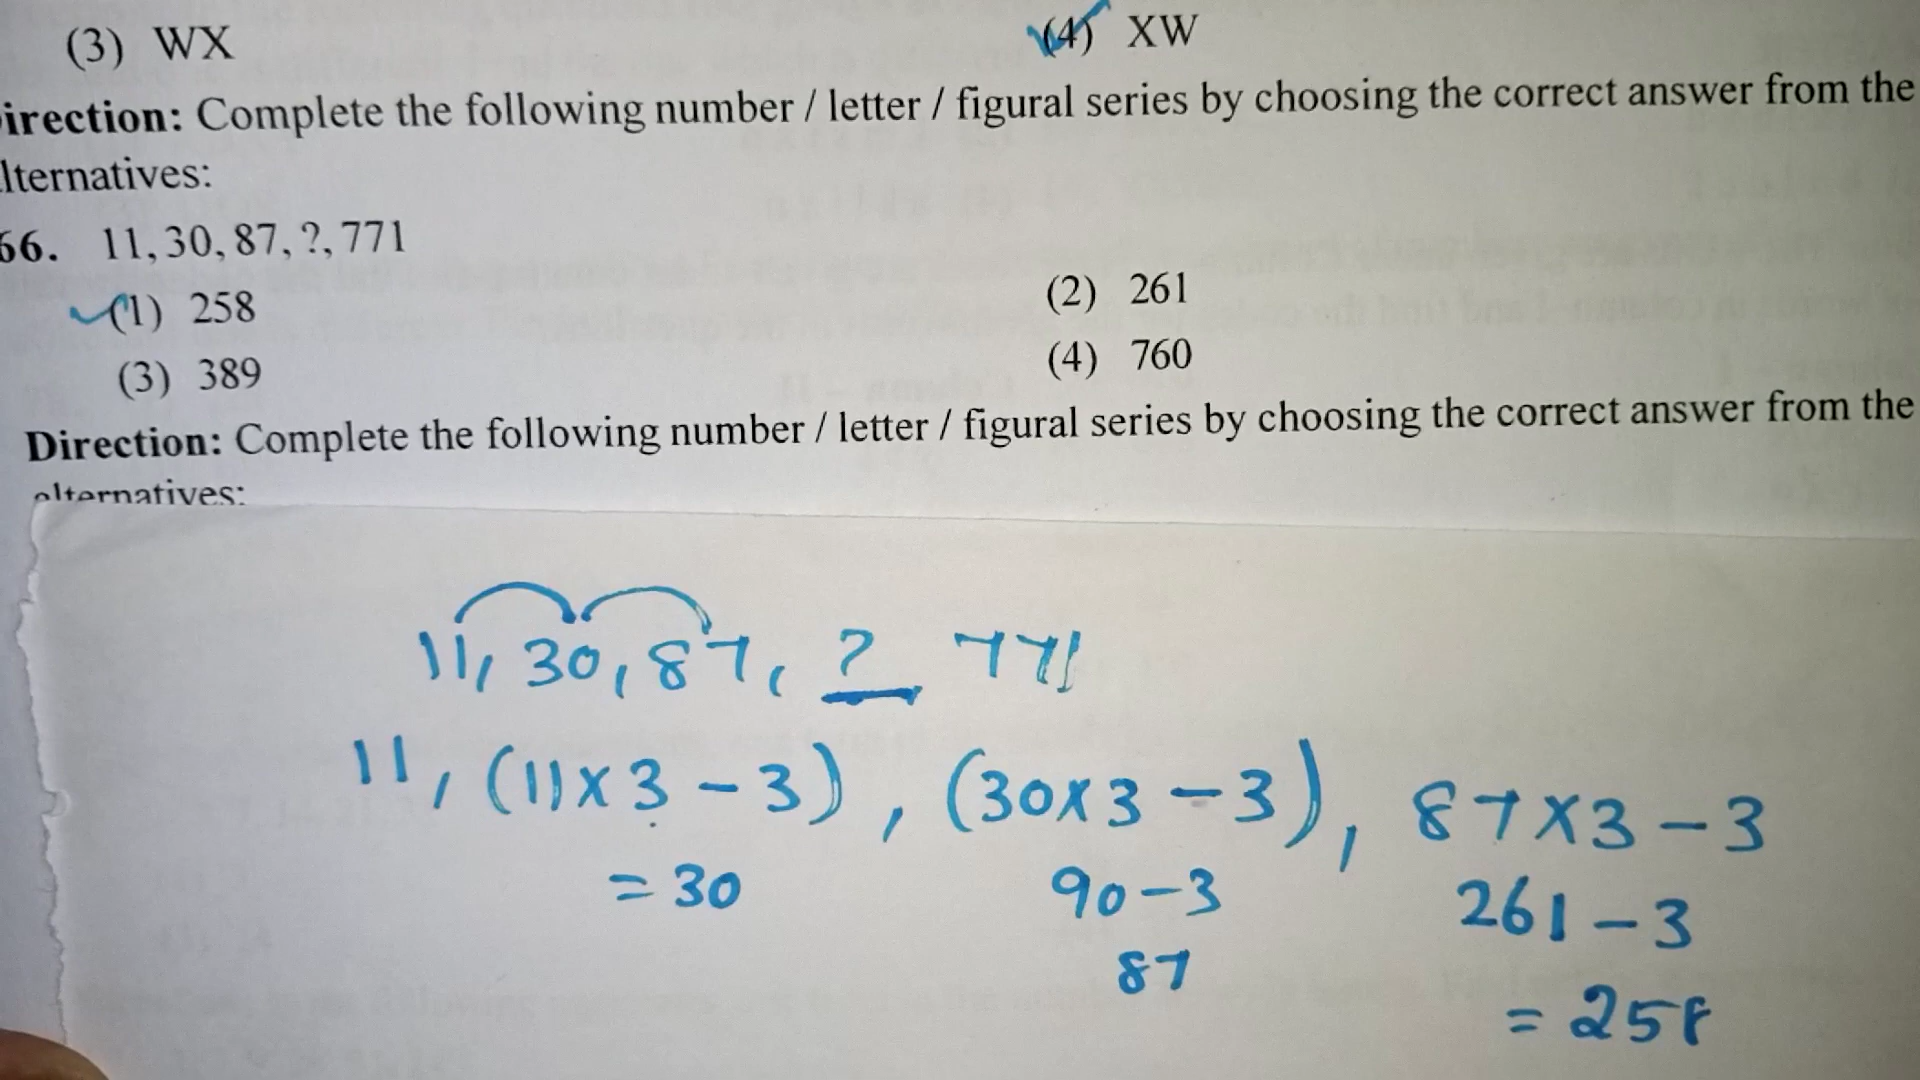 (3) WX (4) XW
irection: Complete the following number / letter / figural series by choosing the correct answer from the
lternatives:
66. 11, 30, 87, ?, 771
(1) 258 (2) 261
(3) 389 (4) 760
Direction: Complete the following number / letter / figural series by choosing the correct answer from the
alternatives:
11, 30, 87, ? 771
11, (11x3-3), (30x3-3), 87x3-3
=30 90-3 261-3
87
=258